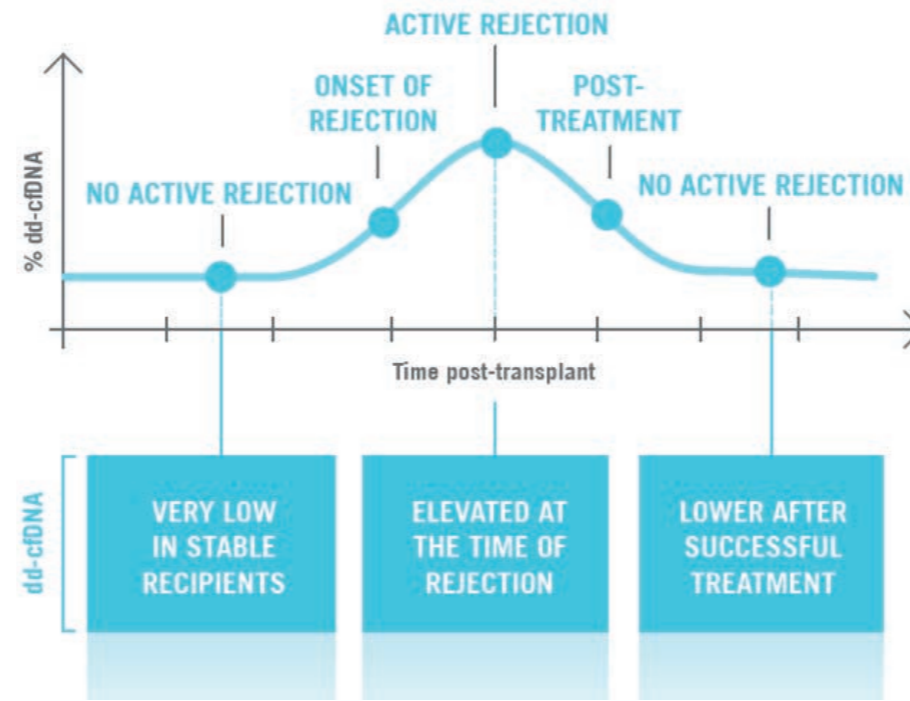 ACTIVE REJECTION
ONSET OF
REJECTION
POST-
TREATMENT
NO ACTIVE REJECTION
NO ACTIVE REJECTION
% dd-cfDNA
Time post-transplant
dd-cfDNA
VERY LOW
IN STABLE
RECIPIENTS
ELEVATED AT
THE TIME OF
REJECTION
LOWER AFTER
SUCCESSFUL
TREATMENT